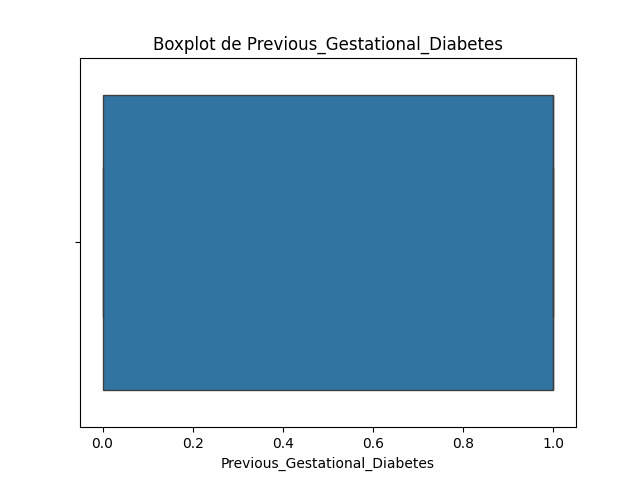 Boxplot de Previous_Gestational_Diabetes
0.0 0.2 0.4 0.6 0.8 1.0
Previous_Gestational_Diabetes